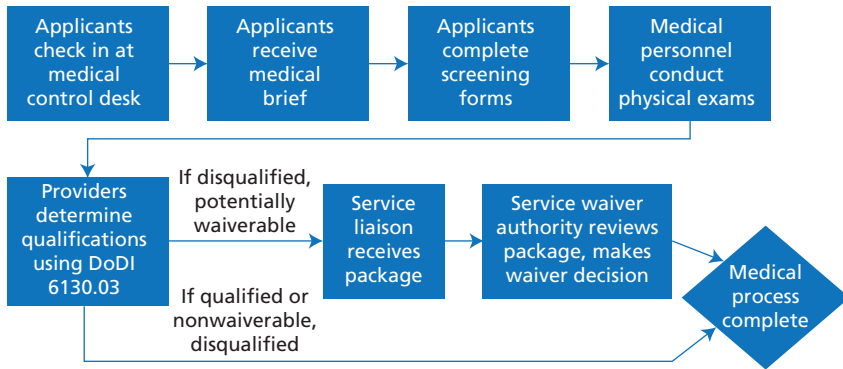 Applicants
check in at
medical
control desk
Applicants
receive
medical
brief
Applicants
complete
screening
forms
Medical
personnel
conduct
physical exams
Providers
determine
qualifications
using DoDI
6130.03
If disqualified,
potentially
waiverable
Service
liaison
receives
package
Service waiver
authority reviews
package, makes
waiver decision
If qualified or
nonwaiverable,
disqualified
Medical
process
complete